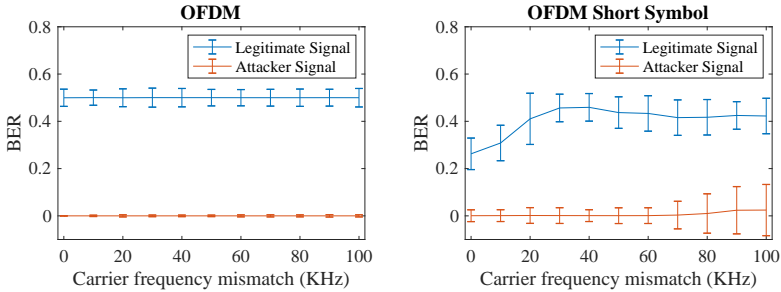 OFDM
0.8
0.6
0.4
0.2
0
BER
Legitimate Signal
Attacker Signal
0 20 40 60 80 100
Carrier frequency mismatch (KHz)
OFDM Short Symbol
0.8
0.6
0.4
0.2
0
BER
Legitimate Signal
Attacker Signal
0 20 40 60 80 100
Carrier frequency mismatch (KHz)